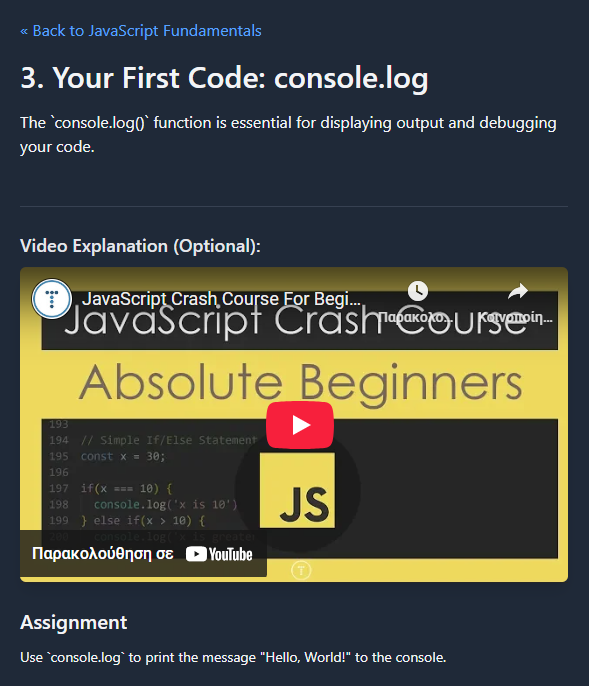 « Back to JavaScript Fundamentals
3. Your First Code: console.log
The `console.log()` function is essential for displaying output and debugging
your code.
Video Explanation (Optional):
JavaScript Crash Course For Begi...
Παρακολο...
Κοινοποίη...
JavaScript Crash Course
Absolute Beginners
193
194 // Simple If/Else Statement
195 const x = 30;
196
197 if(x === 10) {
198 console.log('x is 10')
199 } else if(x > 10) {
console.log('x is greate
JS
Παρακολούθηση σε YouTube
Assignment
Use `console.log` to print the message "Hello, World!" to the console.